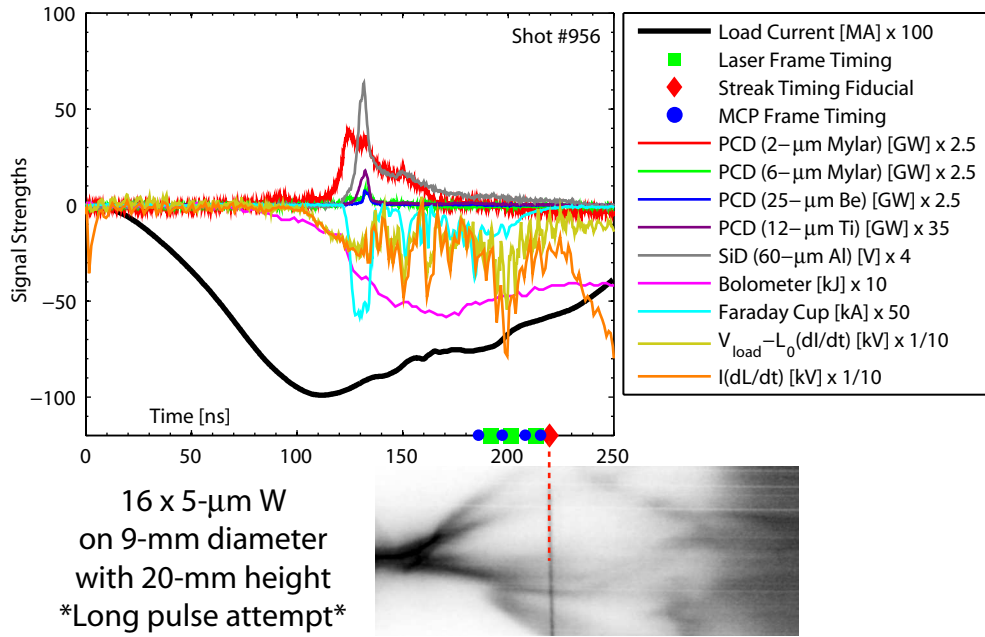 100
50
0
−50
−100
Signal Strengths
Shot #956
Time [ns]
0 50 100 150 200 250
Load Current [MA] x 100
Laser Frame Timing
Streak Timing Fiducial
MCP Frame Timing
PCD (2−μm Mylar) [GW] x 2.5
PCD (6−μm Mylar) [GW] x 2.5
PCD (25−μm Be) [GW] x 2.5
PCD (12−μm Ti) [GW] x 35
SiD (60−μm Al) [V] x 4
Bolometer [kJ] x 10
Faraday Cup [kA] x 50
V_load−L_0(dI/dt) [kV] x 1/10
I(dL/dt) [kV] x 1/10
16 x 5-μm W
on 9-mm diameter
with 20-mm height
*Long pulse attempt*